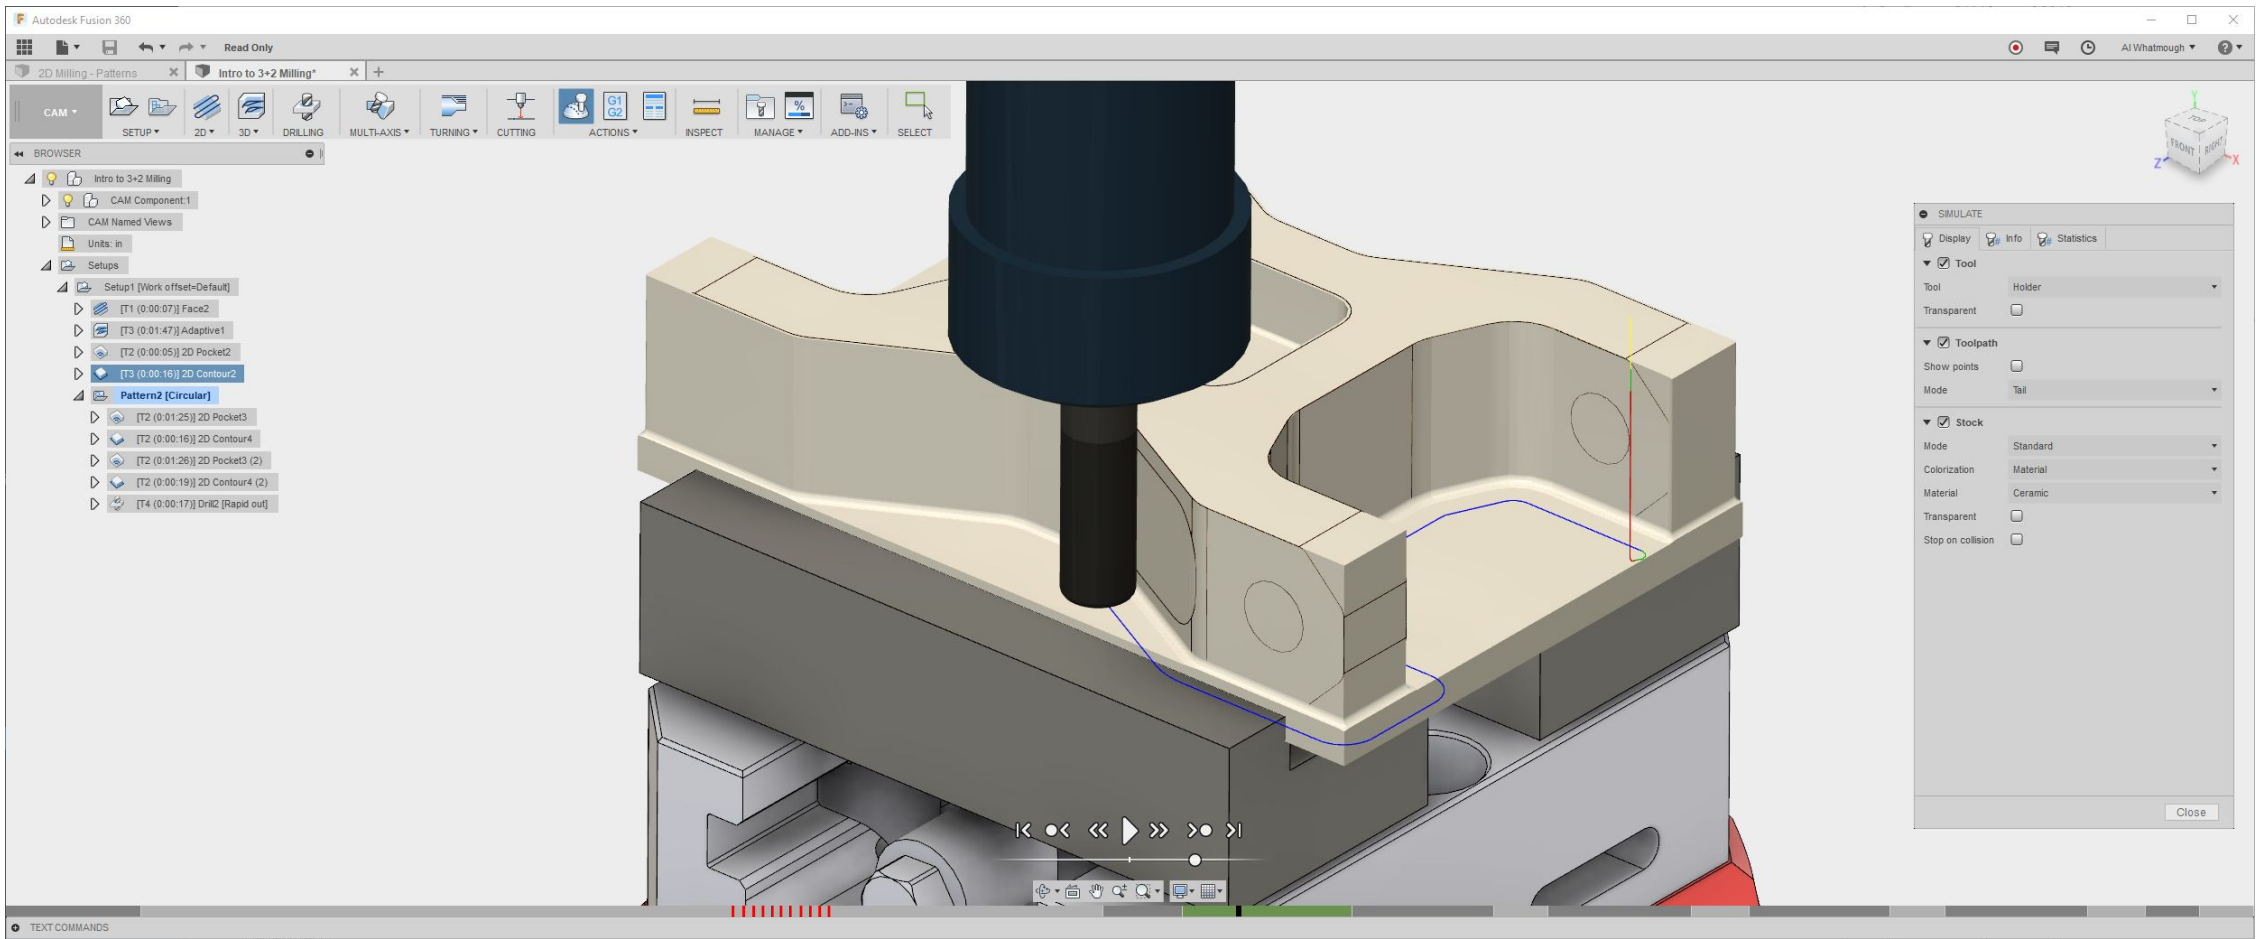 Autodesk Fusion 360
Read Only
Al Whatmough
2D Milling - Patterns
Intro to 3+2 Milling*
CAM
SETUP
2D
3D
DRILLING
MULTI-AXIS
TURNING
CUTTING
G1
G2
ACTIONS
INSPECT
%
MANAGE
ADD-INS
SELECT
Y
TOP
FRONT
RIGHT
Z
X
BROWSER
Intro to 3+2 Milling
CAM Component:1
CAM Named Views
Units: in
Setups
Setup1 [Work offset=Default]
[T1 (0:00:07)] Face2
[T3 (0:01:47)] Adaptive1
[T2 (0:00:05)] 2D Pocket2
[T3 (0:00:16)] 2D Contour2
Pattern2 [Circular]
[T2 (0:01:25)] 2D Pocket3
[T2 (0:00:16)] 2D Contour4
[T2 (0:01:26)] 2D Pocket3 (2)
[T2 (0:00:19)] 2D Contour4 (2)
[T4 (0:00:17)] Drill2 [Rapid out]
SIMULATE
Display
Info
Statistics
Tool
Tool Holder
Transparent
Toolpath
Show points
Mode Tail
Stock
Mode Standard
Colorization Material
Material Ceramic
Transparent
Stop on collision
Close
TEXT COMMANDS